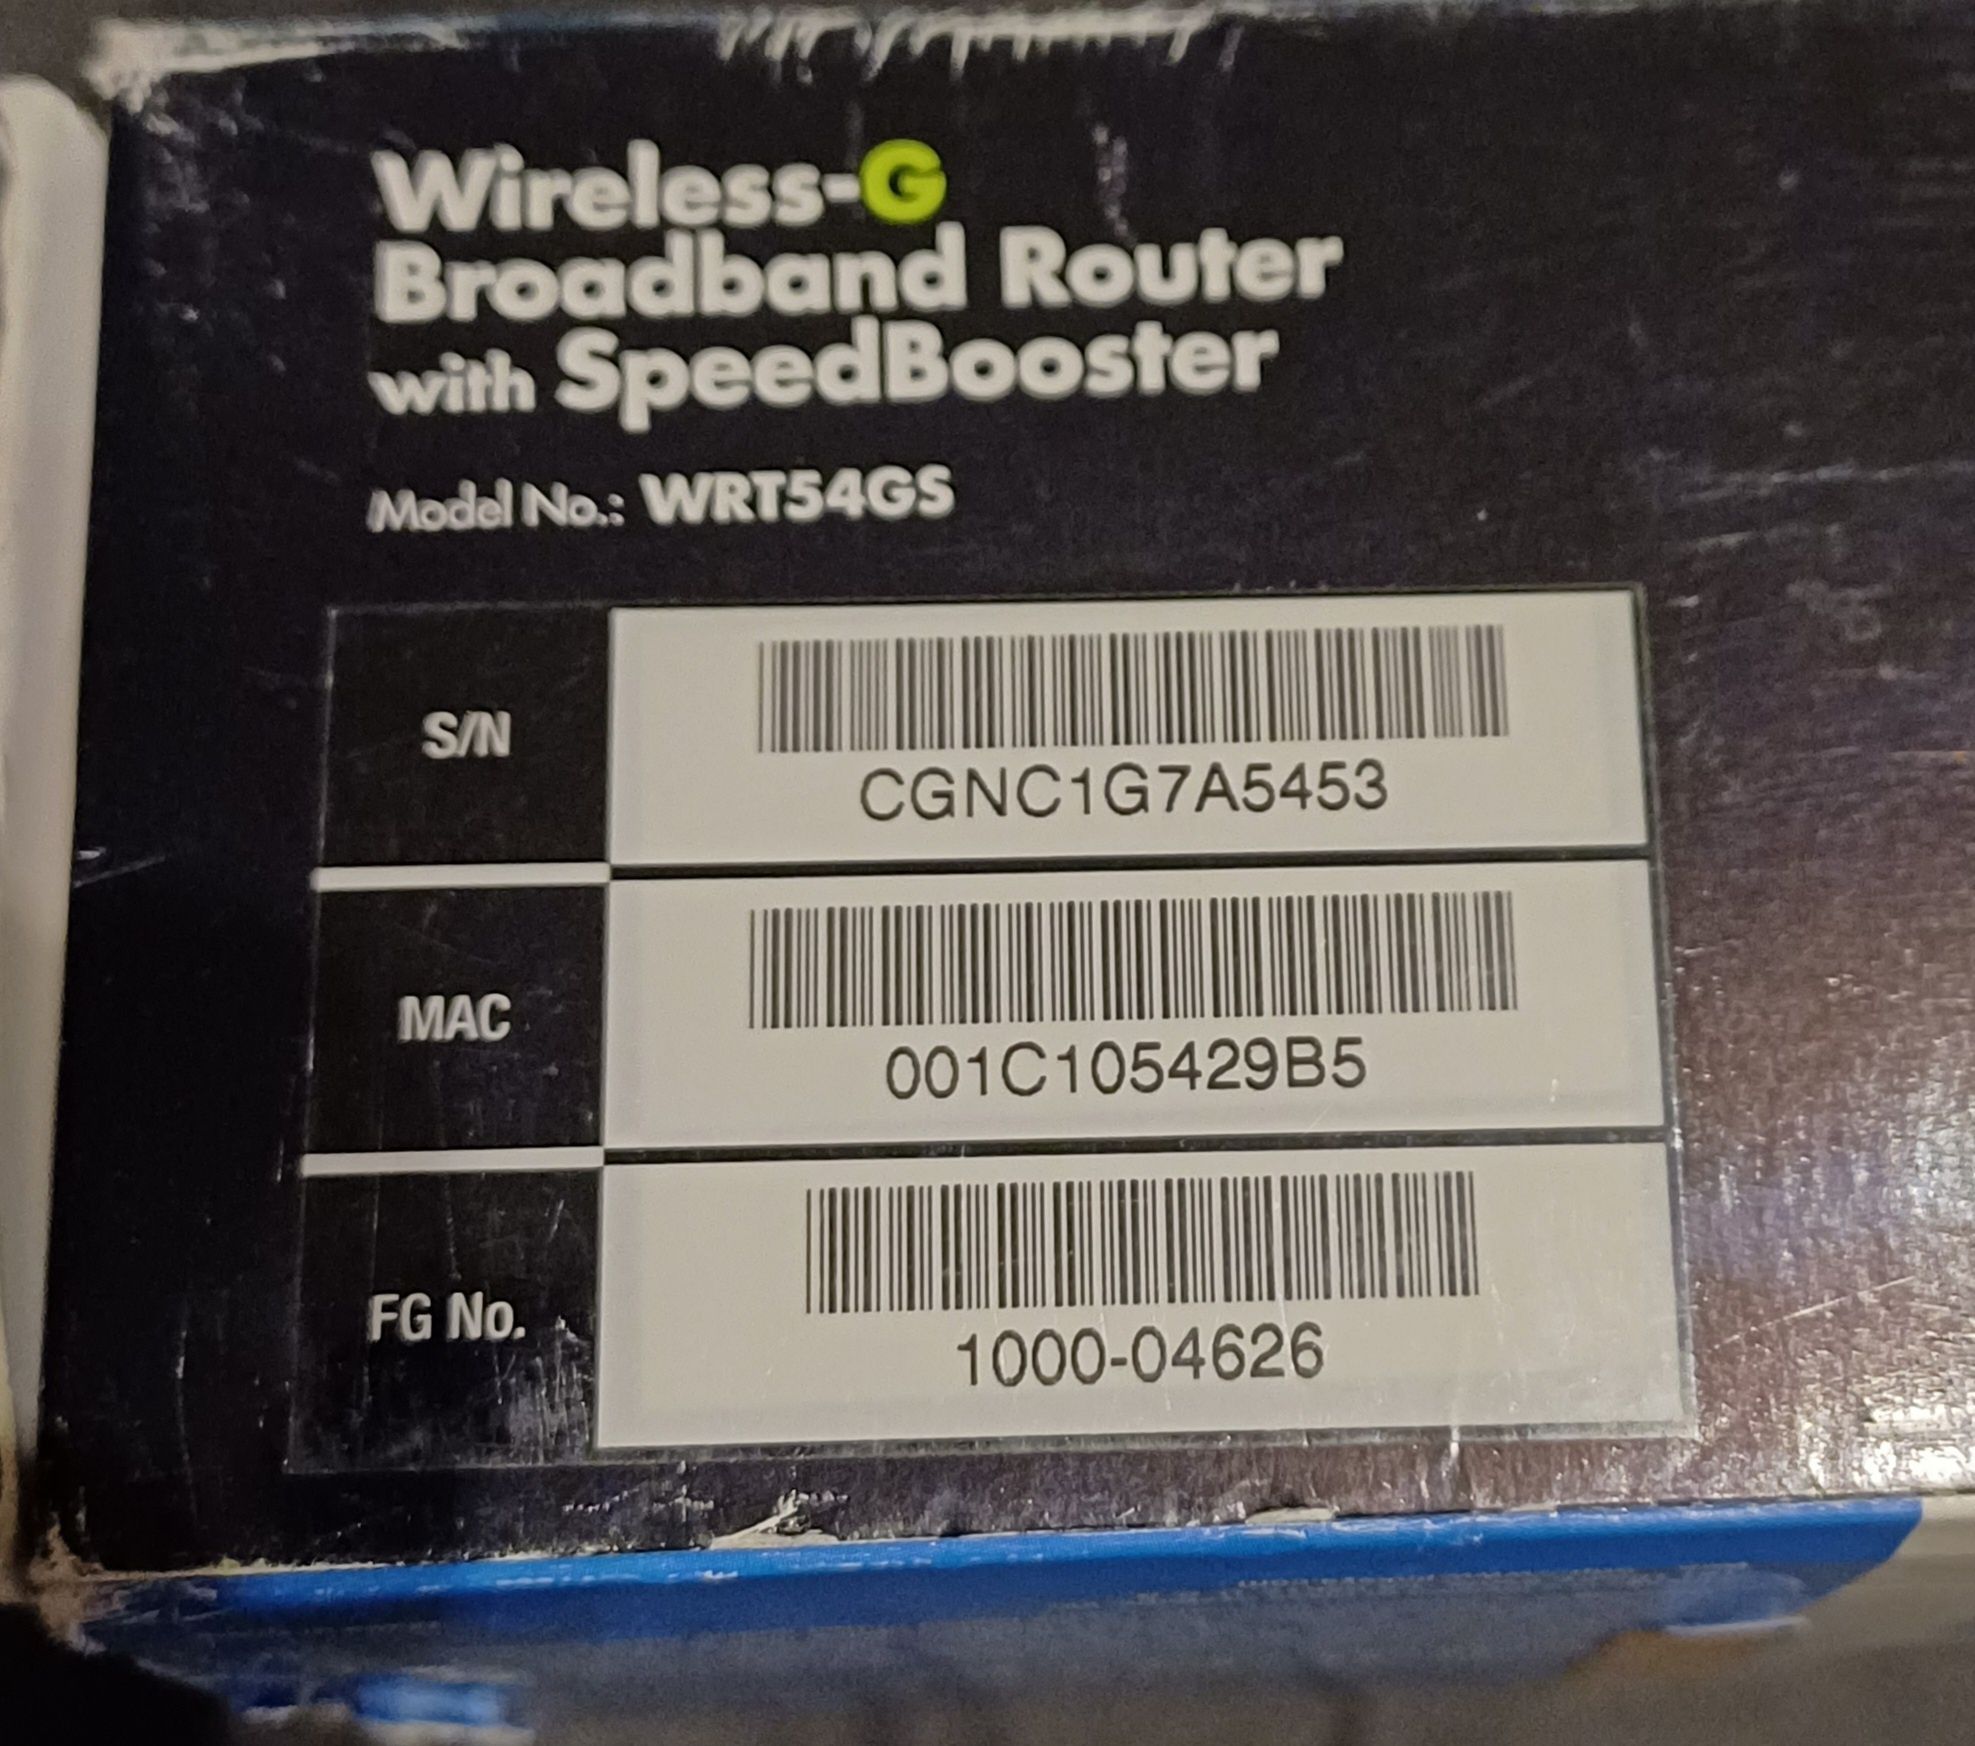 Wireless-G
Broadband Router
with SpeedBooster
Model No.: WRT54GS
S/N
CGNC1G7A5453
MAC
001C105429B5
FG No.
1000-04626